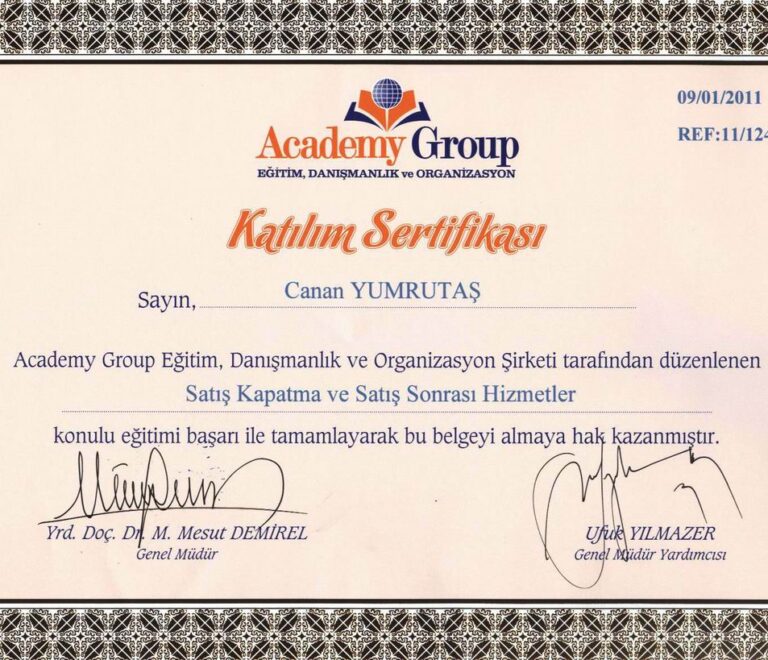 09/01/2011
REF:11/124
Academy Group
EĞİTİM, DANIŞMANLIK ve ORGANİZASYON
Katılım Sertifikası
Sayın, Canan YUMRUTAŞ
Academy Group Eğitim, Danışmanlık ve Organizasyon Şirketi tarafından düzenlenen
Satış Kapatma ve Satış Sonrası Hizmetler
konulu eğitimi başarı ile tamamlayarak bu belgeyi almaya hak kazanmıştır.
Yrd. Doç. Dr. M. Mesut DEMİREL
Genel Müdür
Ufuk YILMAZER
Genel Müdür Yardımcısı